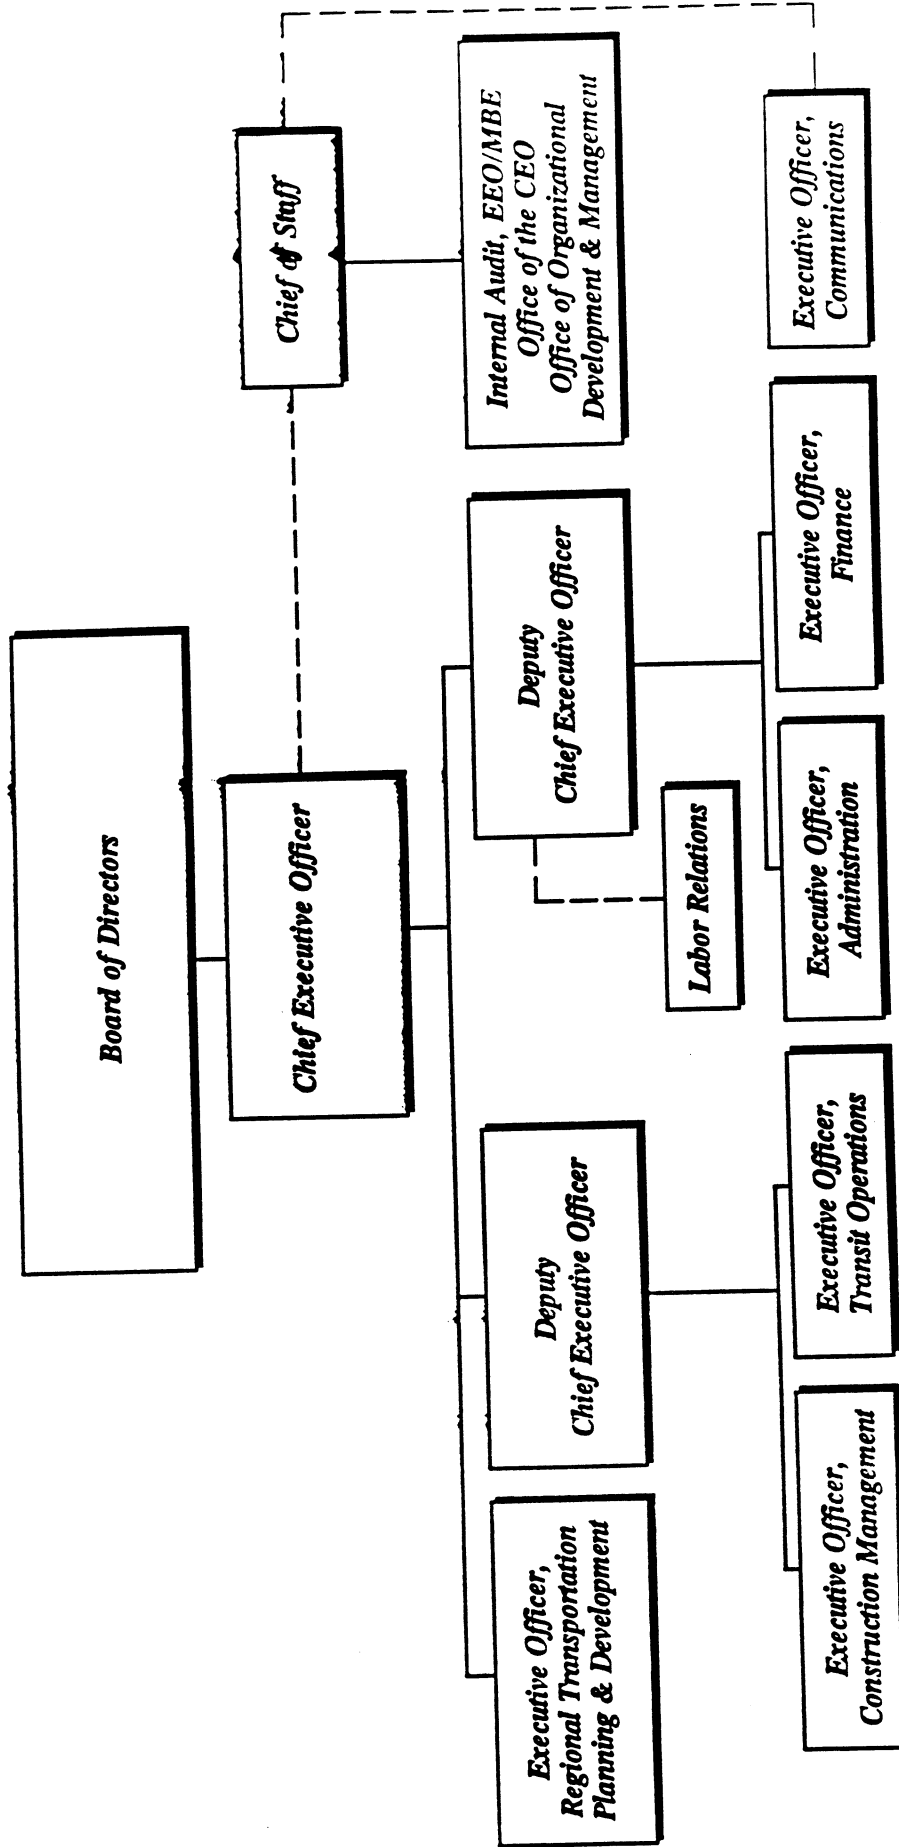 Board of Directors
Chief Executive Officer
Chief of Staff
Executive Officer,
Regional Transportation
Planning & Development
Deputy
Chief Executive Officer
Deputy
Chief Executive Officer
Internal Audit, EEO/MBE
Office of the CEO
Office of Organizational
Development & Management
Labor Relations
Executive Officer,
Construction Management
Executive Officer,
Transit Operations
Executive Officer,
Administration
Executive Officer,
Finance
Executive Officer,
Communications